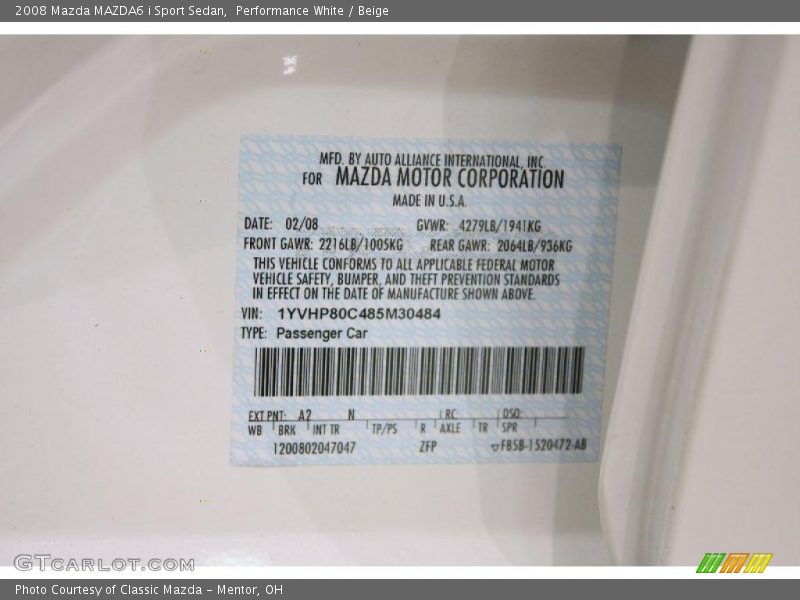 2008 Mazda MAZDA6 i Sport Sedan,  Performance White / Beige
MFD. BY AUTO ALLIANCE INTERNATIONAL, INC.
FOR MAZDA MOTOR CORPORATION
MADE IN U.S.A.
DATE: 02/08 GVWR: 4279LB/1941KG
FRONT GAWR: 2216LB/1005KG REAR GAWR: 2064LB/936KG
THIS VEHICLE CONFORMS TO ALL APPLICABLE FEDERAL MOTOR
VEHICLE SAFETY, BUMPER, AND THEFT PREVENTION STANDARDS
IN EFFECT ON THE DATE OF MANUFACTURE SHOWN ABOVE.
VIN: 1YVHP80C485M30484
TYPE: Passenger Car
EXT PNT: A2 N RC: DSO:
WB BRK INT TR TP/PS R AXLE TR SPR
1200802047047 ZFP F85B-1520472-AB
GTCARLOT.COM
Photo Courtesy of Classic Mazda - Mentor, OH